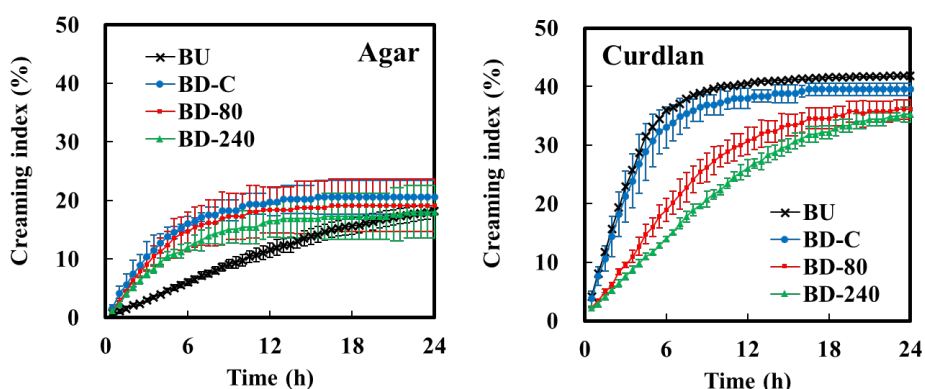 Creaming index (%)
50
40
30
20
10
0
Agar
BU
BD-C
BD-80
BD-240
0 6 12 18 24
Time (h)
Creaming index (%)
50
40
30
20
10
0
Curdlan
BU
BD-C
BD-80
BD-240
0 6 12 18 24
Time (h)